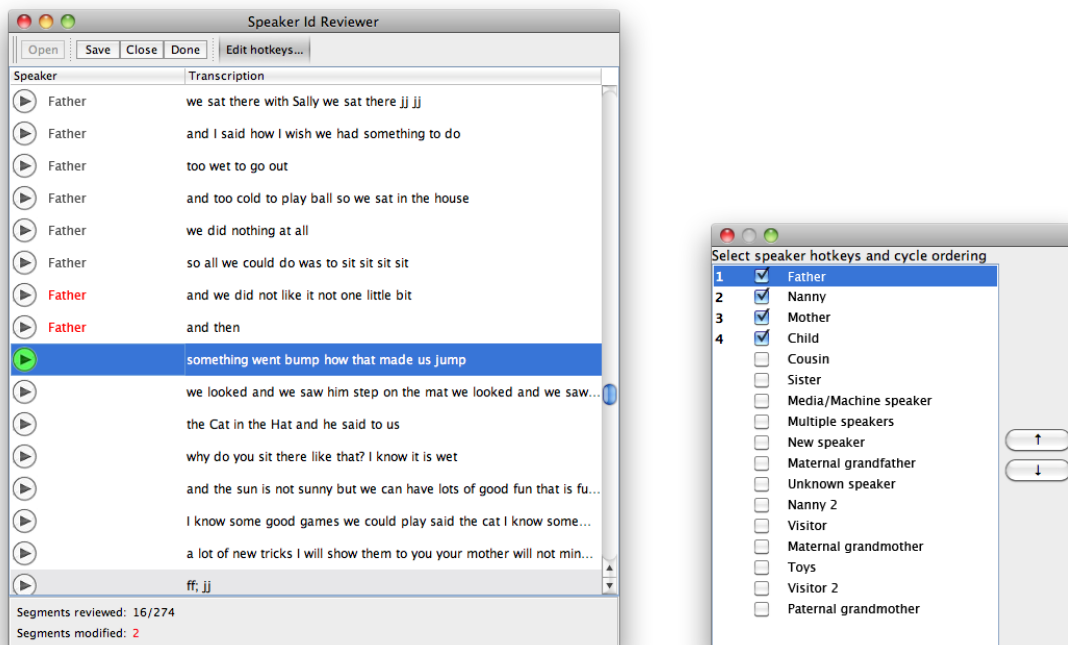 Speaker Id Reviewer
Open Save Close Done Edit hotkeys...
Speaker Transcription
Father we sat there with Sally we sat there jj jj
Father and I said how I wish we had something to do
Father too wet to go out
Father and too cold to play ball so we sat in the house
Father we did nothing at all
Father so all we could do was to sit sit sit sit
Father and we did not like it not one little bit
Father and then
something went bump how that made us jump
we looked and we saw him step on the mat we looked and we saw...
the Cat in the Hat and he said to us
why do you sit there like that? I know it is wet
and the sun is not sunny but we can have lots of good fun that is fu...
I know some good games we could play said the cat I know some...
a lot of new tricks I will show them to you your mother will not min...
ff; jj
Segments reviewed: 16/274
Segments modified: 2
Select speaker hotkeys and cycle ordering
1 Father
2 Nanny
3 Mother
4 Child
Cousin
Sister
Media/Machine speaker
Multiple speakers
New speaker
Maternal grandfather
Unknown speaker
Nanny 2
Visitor
Maternal grandmother
Toys
Visitor 2
Paternal grandmother
↑
↓